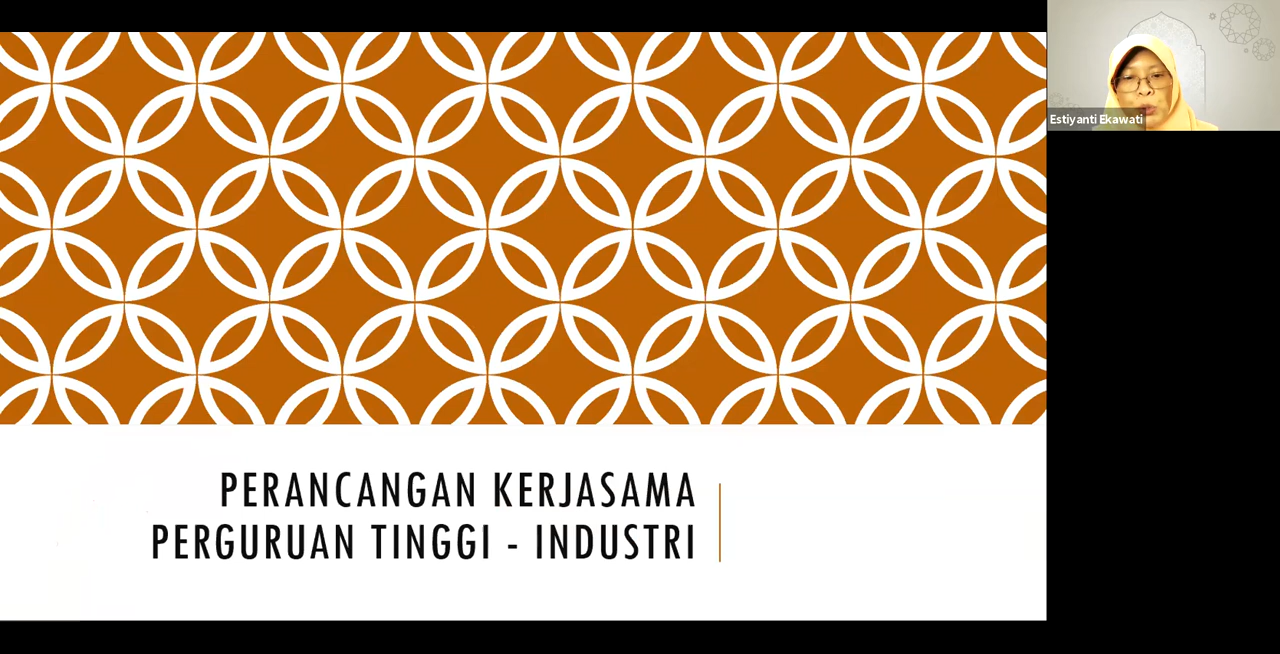 Estiyanti Ekawati
PERANCANGAN KERJASAMA
PERGURUAN TINGGI - INDUSTRI